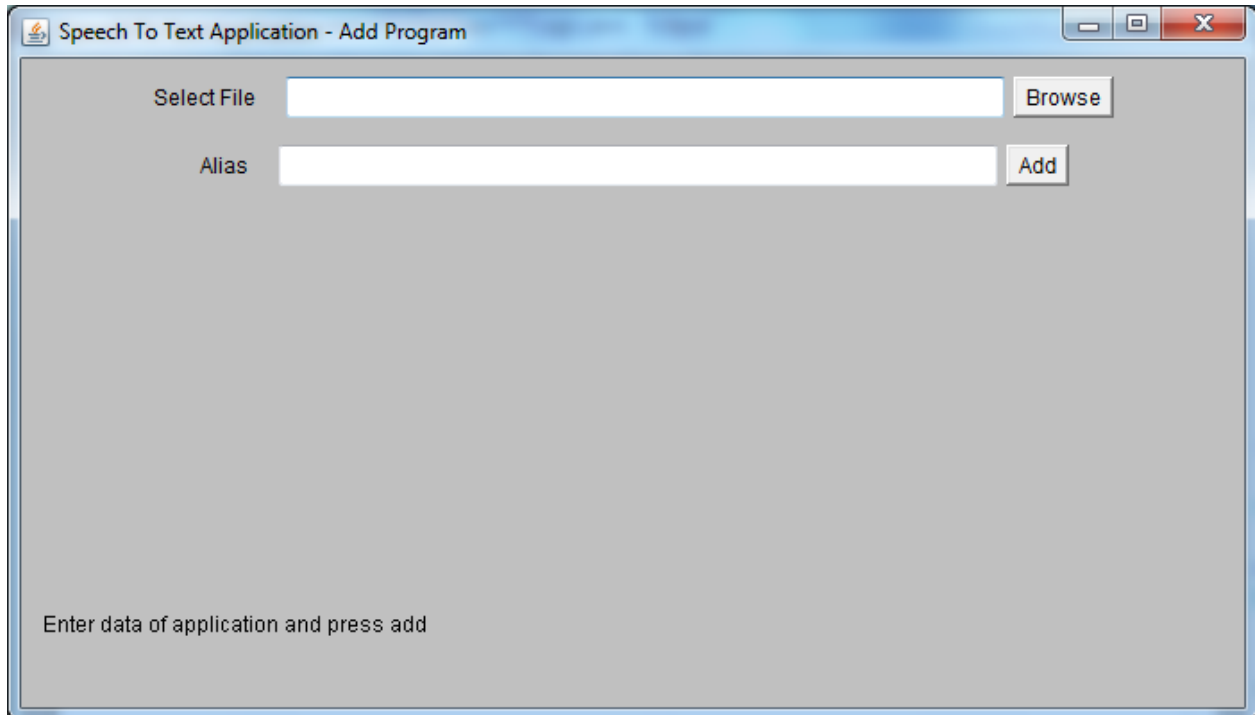 Speech To Text Application - Add Program
Select File Browse
Alias Add
Enter data of application and press add